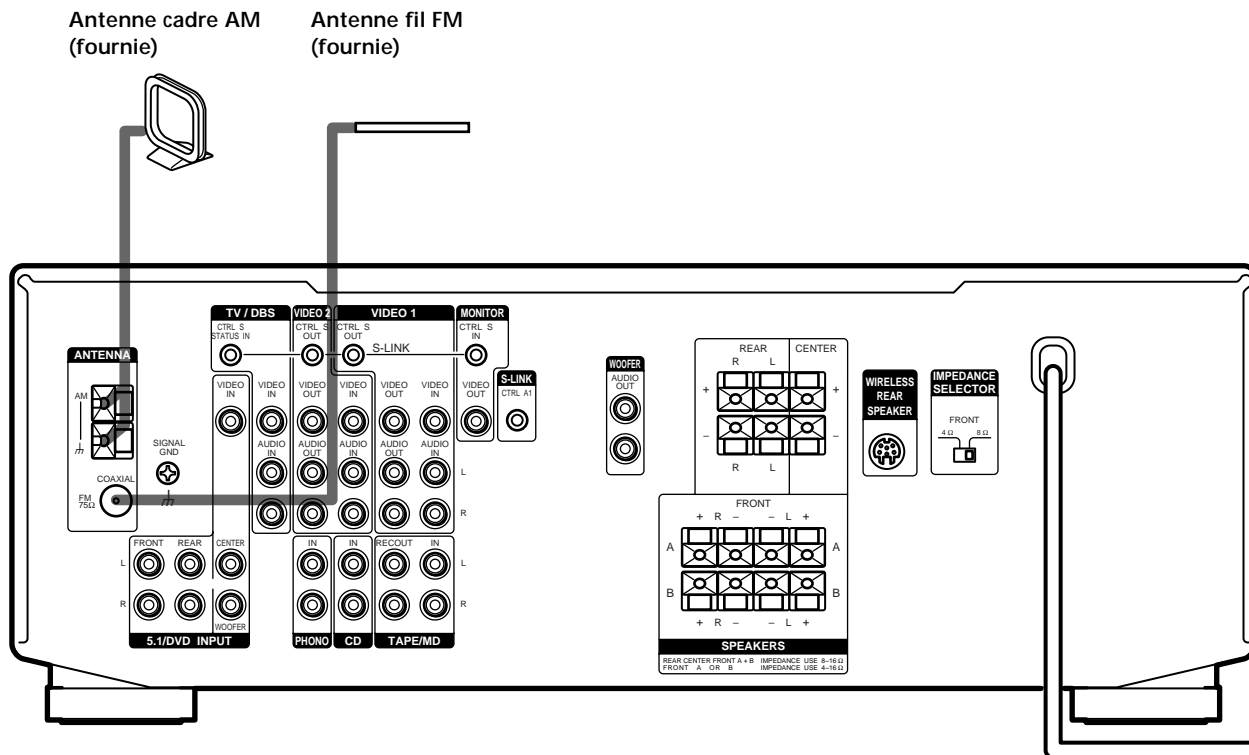 Antenne cadre AM
(fournie)
Antenne fil FM
(fournie)
TV / DBS
VIDEO 2
VIDEO 1
MONITOR
CTRL S
STATUS IN
CTRL S
OUT
CTRL S
OUT
CTRL S
IN
S-LINK
ANTENNA
AM
SIGNAL
GND
COAXIAL
FM
75Ω
VIDEO
IN
VIDEO
IN
VIDEO
OUT
VIDEO
IN
VIDEO
OUT
VIDEO
IN
VIDEO
OUT
S-LINK
CTRL A1
AUDIO
IN
AUDIO
OUT
AUDIO
IN
AUDIO
OUT
AUDIO
IN
L
R
FRONT
REAR
CENTER
IN
IN
RECOUT
IN
L
L
R
R
WOOFER
5.1/DVD INPUT
PHONO
CD
TAPE/MD
WOOFER
AUDIO
OUT
REAR
CENTER
R L
+ +
– –
R L
WIRELESS
REAR
SPEAKER
IMPEDANCE
SELECTOR
FRONT
4 Ω 8 Ω
FRONT
+ R – – L +
A A
B B
+ R – – L +
SPEAKERS
REAR CENTER FRONT A + B IMPEDANCE USE 8–16 Ω
FRONT A OR B IMPEDANCE USE 4–16 Ω